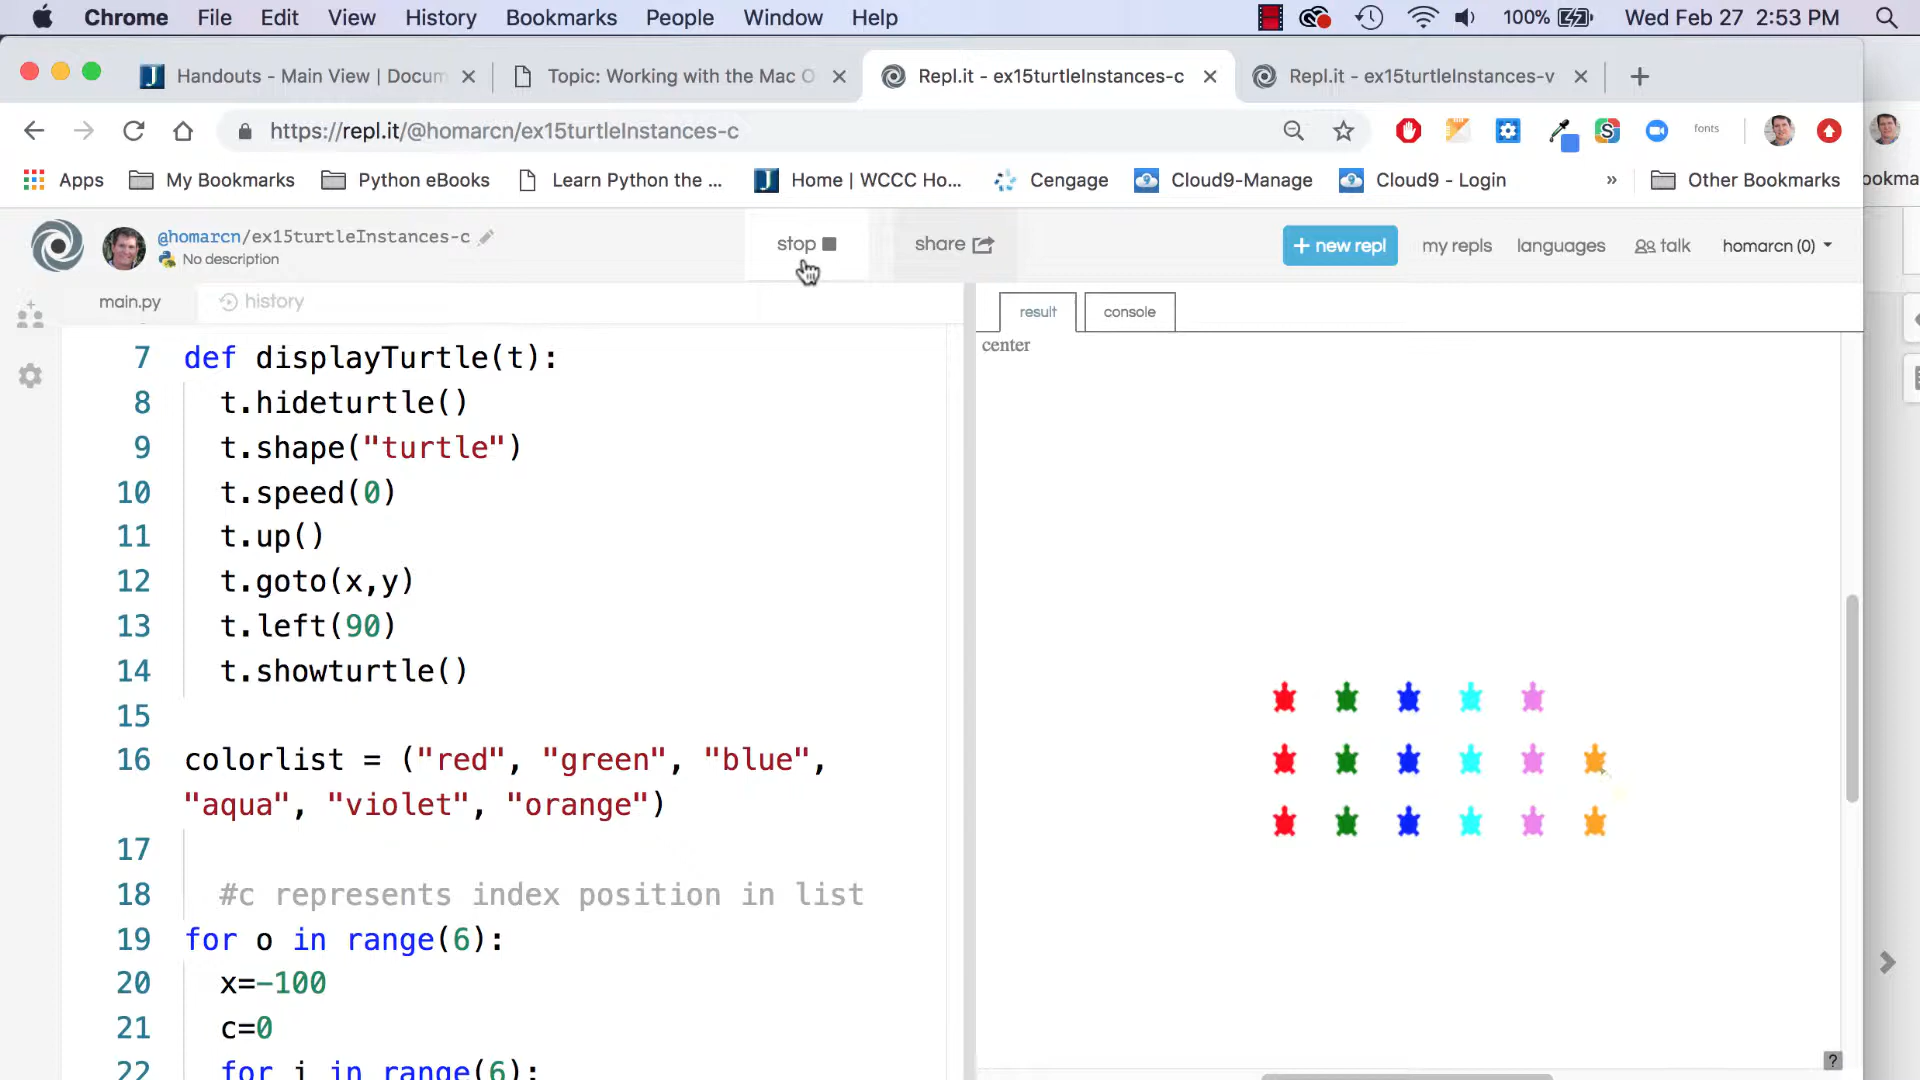 Chrome File Edit View History Bookmarks People Window Help 100% Wed Feb 27 2:53 PM
Handouts - Main View | Docum Topic: Working with the Mac O Repl.it - ex15turtleInstances-c Repl.it - ex15turtleInstances-v
https://repl.it/@homarcn/ex15turtleInstances-c fonts
Apps My Bookmarks Python eBooks Learn Python the ... Home | WCCC Ho... Cengage Cloud9-Manage Cloud9 - Login » Other Bookmarks ookma
@homarcn/ex15turtleInstances-c
No description
stop share + new repl my repls languages talk homarcn (0)
main.py history
result console
center
7 def displayTurtle(t):
8 t.hideturtle()
9 t.shape("turtle")
10 t.speed(0)
11 t.up()
12 t.goto(x,y)
13 t.left(90)
14 t.showturtle()
15
16 colorlist = ("red", "green", "blue",
"aqua", "violet", "orange")
17
18 #c represents index position in list
19 for o in range(6):
20 x=-100
21 c=0
22 for i in range(6):
?